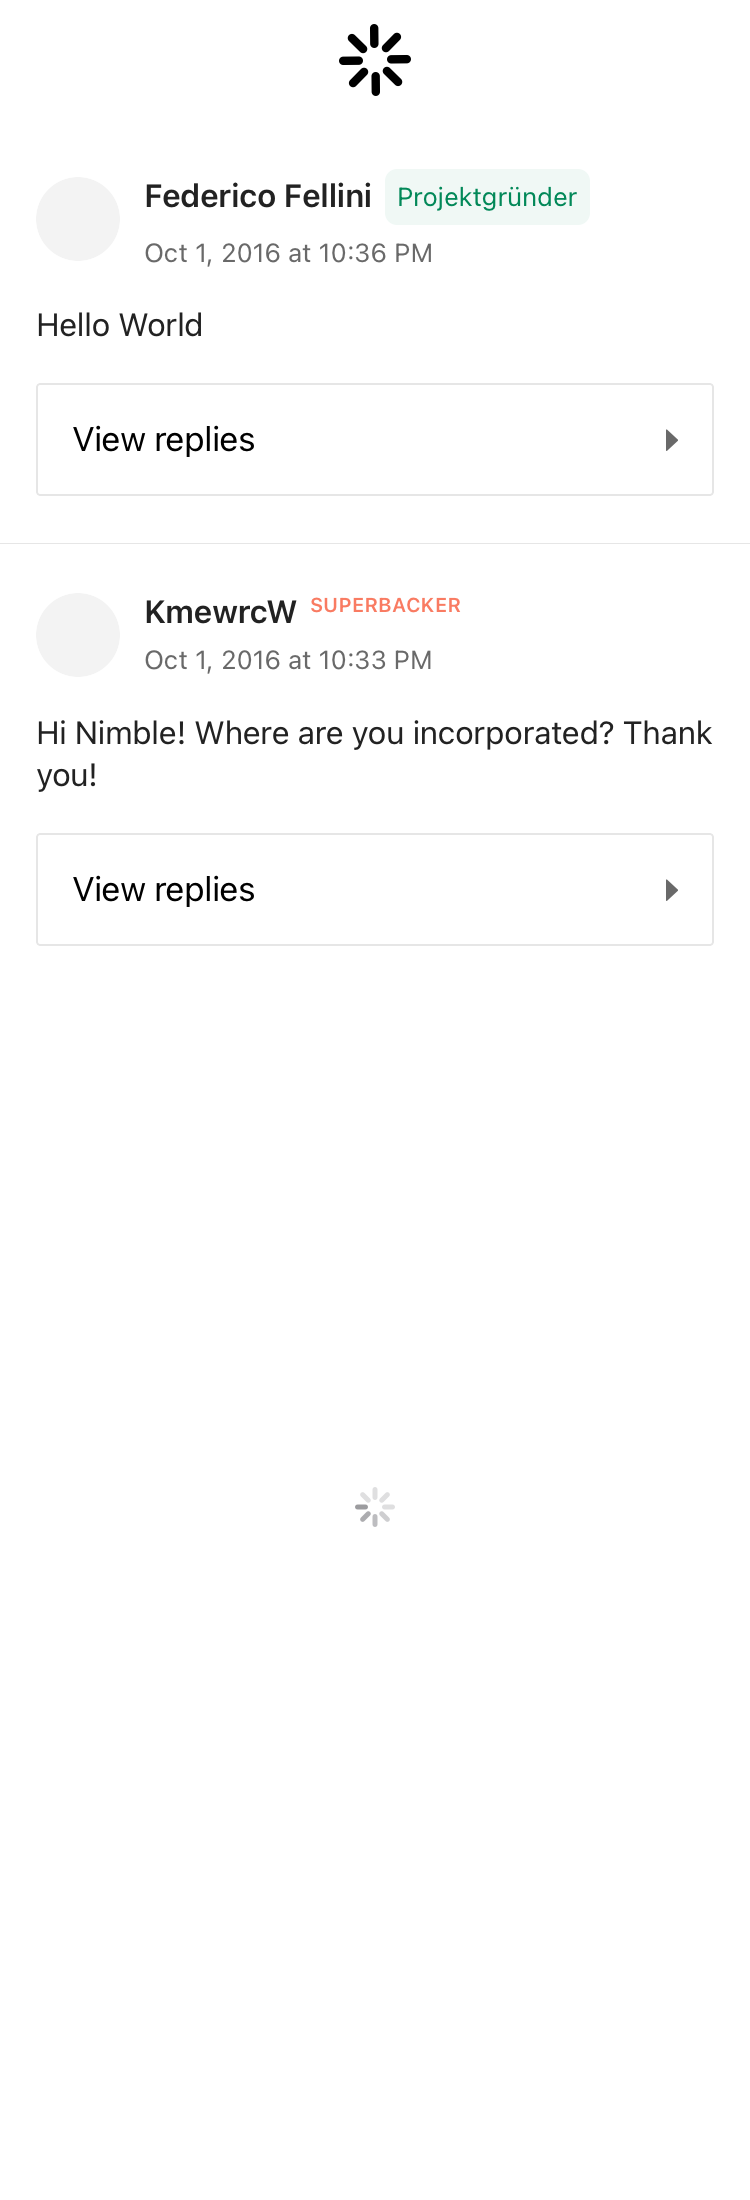 Federico Fellini Projektgründer
Oct 1, 2016 at 10:36 PM
Hello World
View replies
KmewrcW SUPERBACKER
Oct 1, 2016 at 10:33 PM
Hi Nimble! Where are you incorporated? Thank
you!
View replies